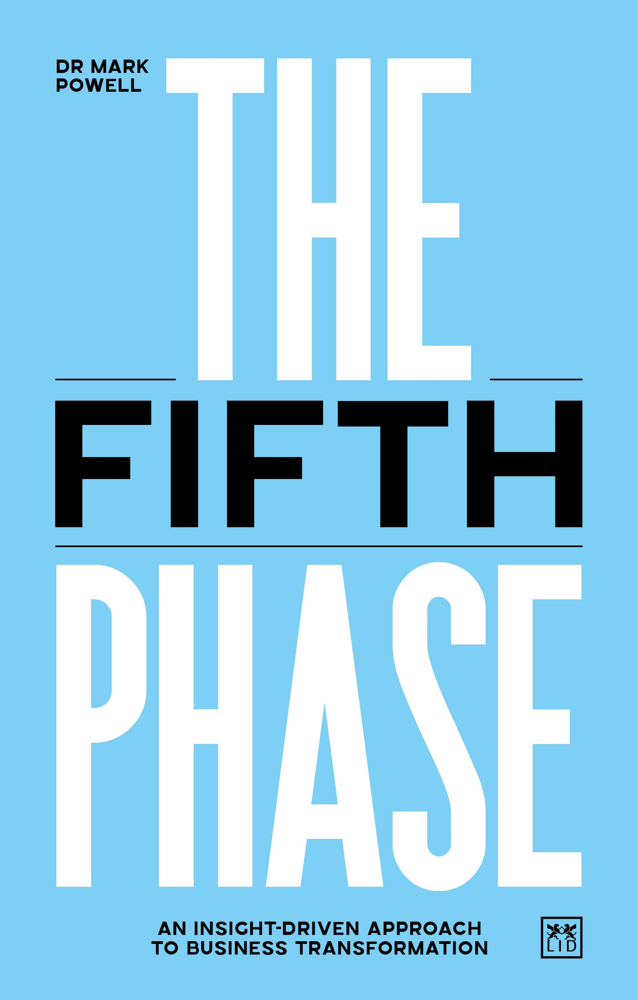 DR MARK
POWELL
THE
FIFTH
PHASE
AN INSIGHT-DRIVEN APPROACH
TO BUSINESS TRANSFORMATION
LID